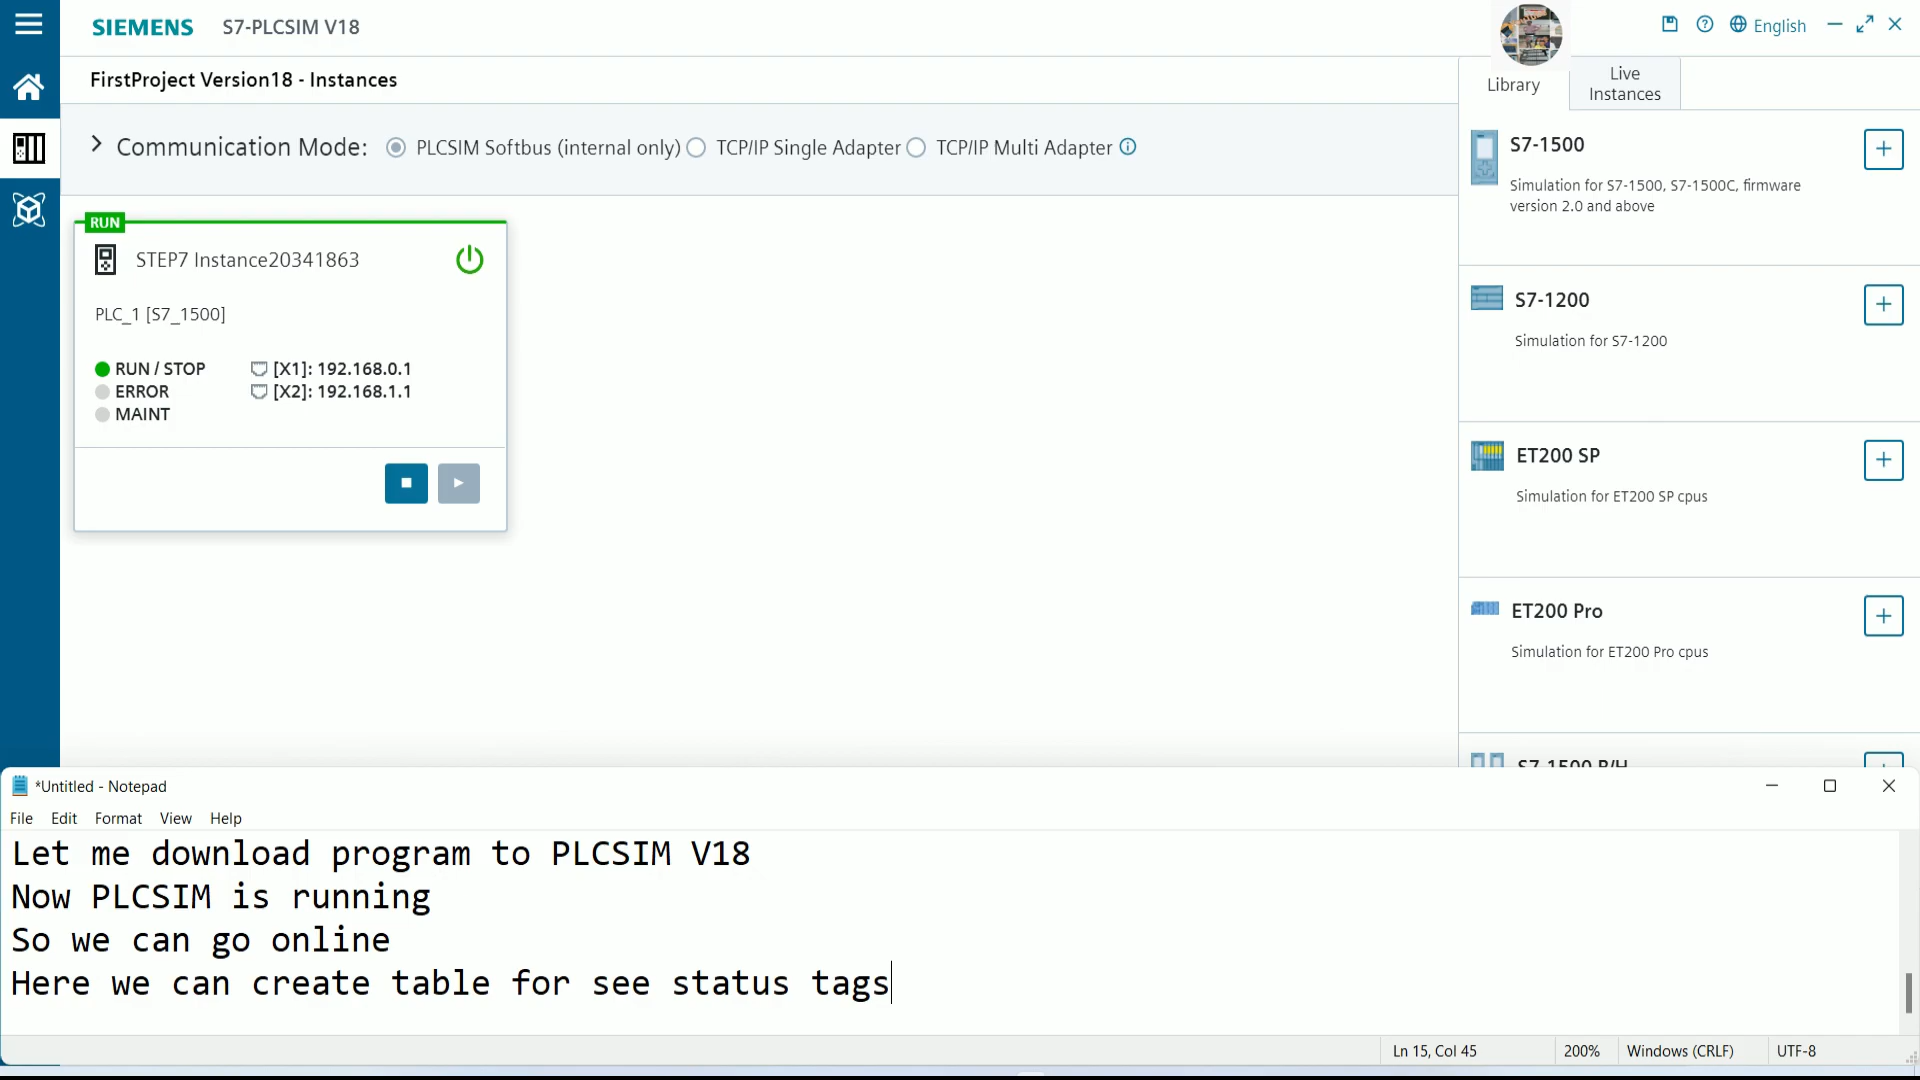 SIEMENS S7-PLCSIM V18
English
FirstProject Version18 - Instances
Library
Live
Instances
Communication Mode: PLCSIM Softbus (internal only) TCP/IP Single Adapter TCP/IP Multi Adapter
RUN
STEP7 Instance20341863
PLC_1 [S7_1500]
RUN / STOP [X1]: 192.168.0.1
ERROR [X2]: 192.168.1.1
MAINT
S7-1500
Simulation for S7-1500, S7-1500C, firmware
version 2.0 and above
S7-1200
Simulation for S7-1200
ET200 SP
Simulation for ET200 SP cpus
ET200 Pro
Simulation for ET200 Pro cpus
S7-1500 R/H
*Untitled - Notepad
File Edit Format View Help
Let me download program to PLCSIM V18
Now PLCSIM is running
So we can go online
Here we can create table for see status tags
Ln 15, Col 45 200% Windows (CRLF) UTF-8